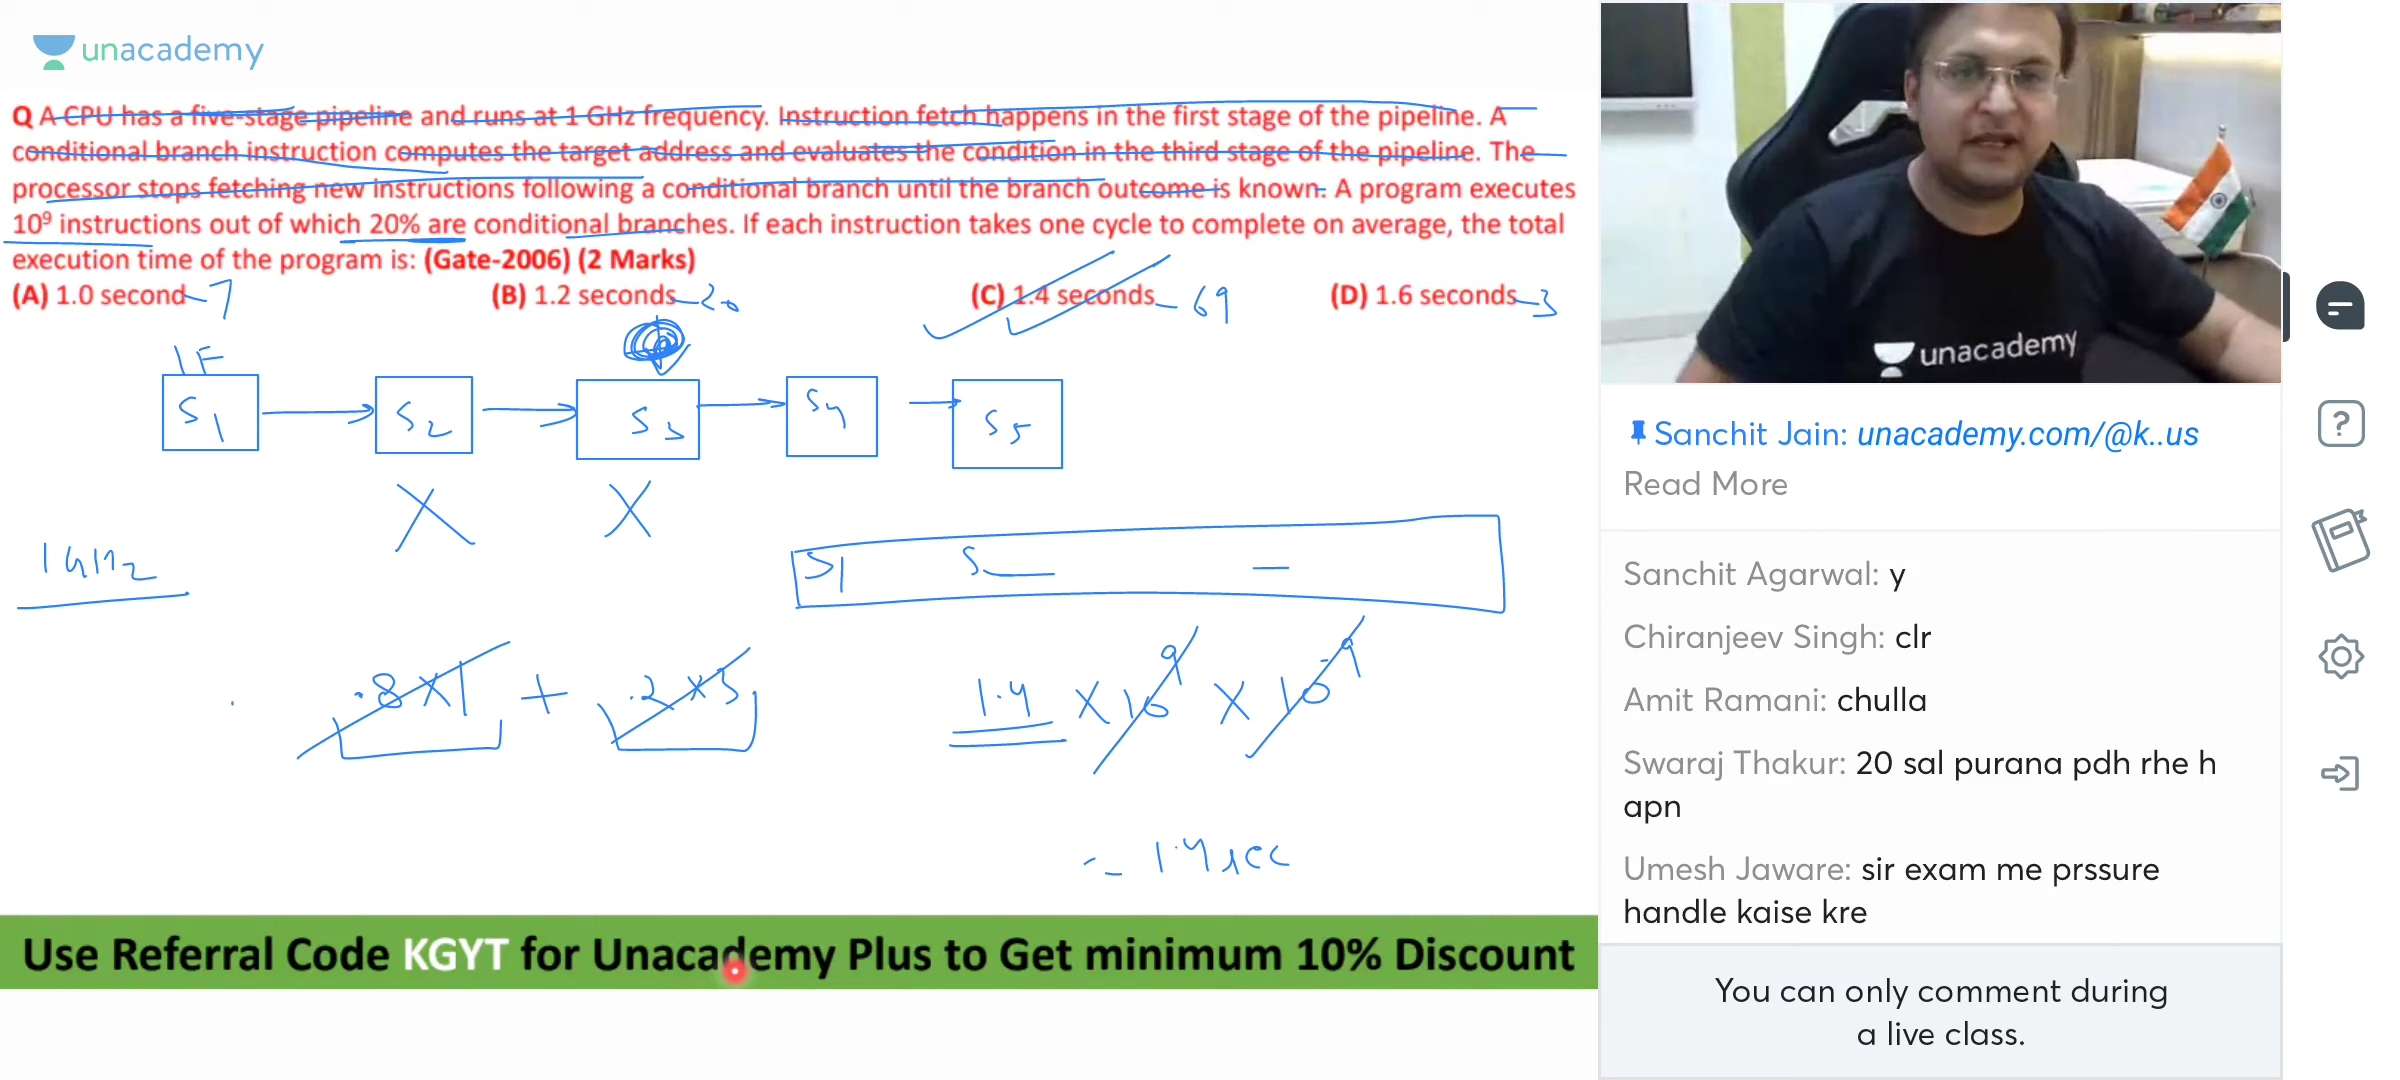 unacademy
Q A CPU has a five-stage pipeline and runs at 1 GHz frequency. Instruction fetch happens in the first stage of the pipeline. A
conditional branch instruction computes the target address and evaluates the condition in the third stage of the pipeline. The
processor stops fetching new instructions following a conditional branch until the branch outcome is known. A program executes
10⁹ instructions out of which 20% are conditional branches. If each instruction takes one cycle to complete on average, the total
execution time of the program is: (Gate-2006) (2 Marks)
(A) 1.0 second - 7 (B) 1.2 seconds - 20 (C) 1.4 seconds - 69 (D) 1.6 seconds - 3
IF
S1 S2 S3 S4 S5
X X
1 GHz
S1 S
.8 X 1 + .2 X 3
1.4 X 10⁹ X 10⁻⁹
= 1.4 sec
Use Referral Code KGYT for Unacademy Plus to Get minimum 10% Discount
unacademy
Sanchit Jain: unacademy.com/@k..us
Read More
Sanchit Agarwal: y
Chiranjeev Singh: clr
Amit Ramani: chulla
Swaraj Thakur: 20 sal purana pdh rhe h
apn
Umesh Jaware: sir exam me prssure
handle kaise kre
You can only comment during
a live class.
?